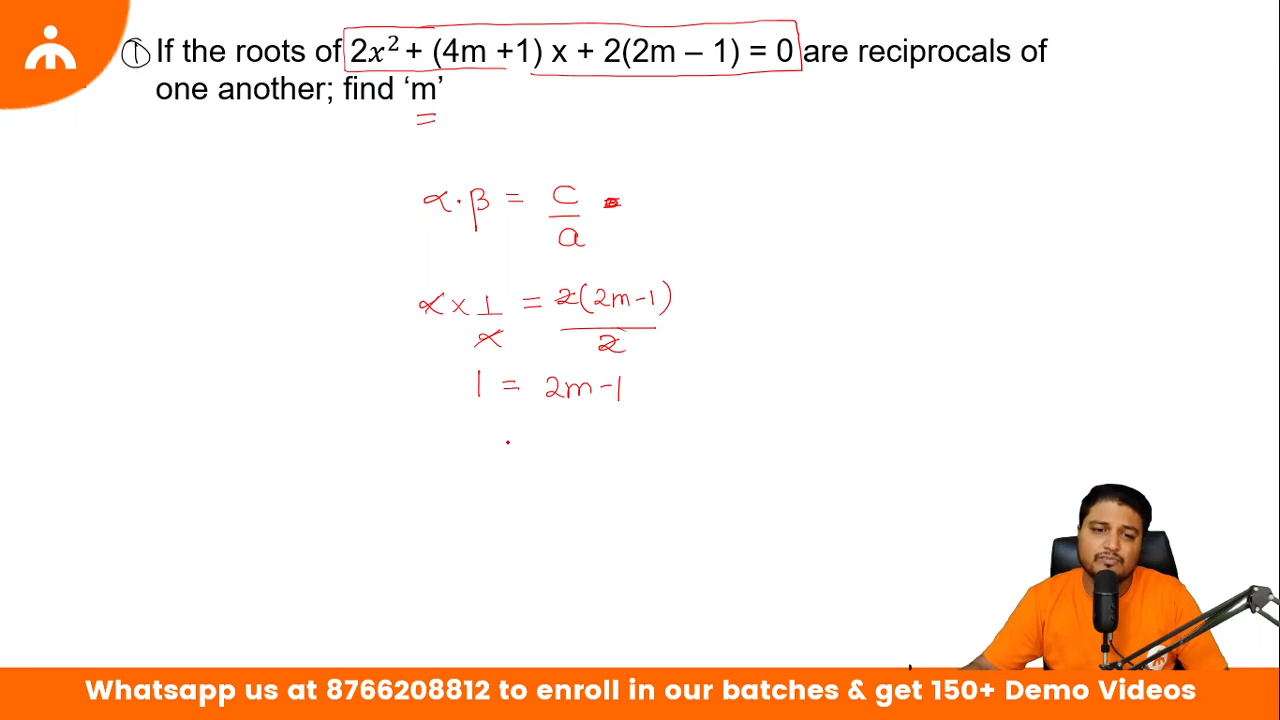 ① If the roots of 2x² + (4m +1) x + 2(2m – 1) = 0 are reciprocals of
one another; find ‘m’
α · β = c/a =
α × 1/α = 2(2m-1)/2
1 = 2m-1
Whatsapp us at 8766208812 to enroll in our batches & get 150+ Demo Videos